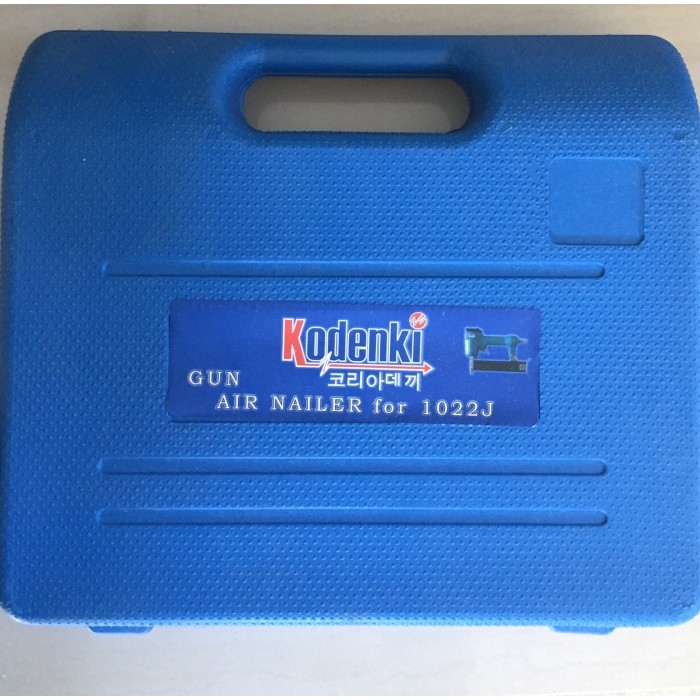 Kodenki
코리아데끼
GUN
AIR NAILER for 1022J